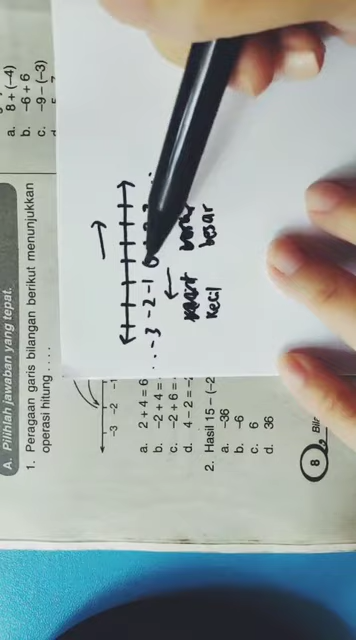 a. 8 + (−4)
b. −6 + 6
c. −9 − (−3)
A. Pilihlah jawaban yang tepat.
1. Peragaan garis bilangan berikut menunjukkan
operasi hitung . . . .
... -3 -2 -1 0
kecil besar
−3 −2 −1
a. 2 + 4 = 6
b. −2 + 4 =
c. −2 + 6 =
d. 4 − 2 =
2. Hasil 15 − (−2
a. −36
b. −6
c. 6
d. 36
8